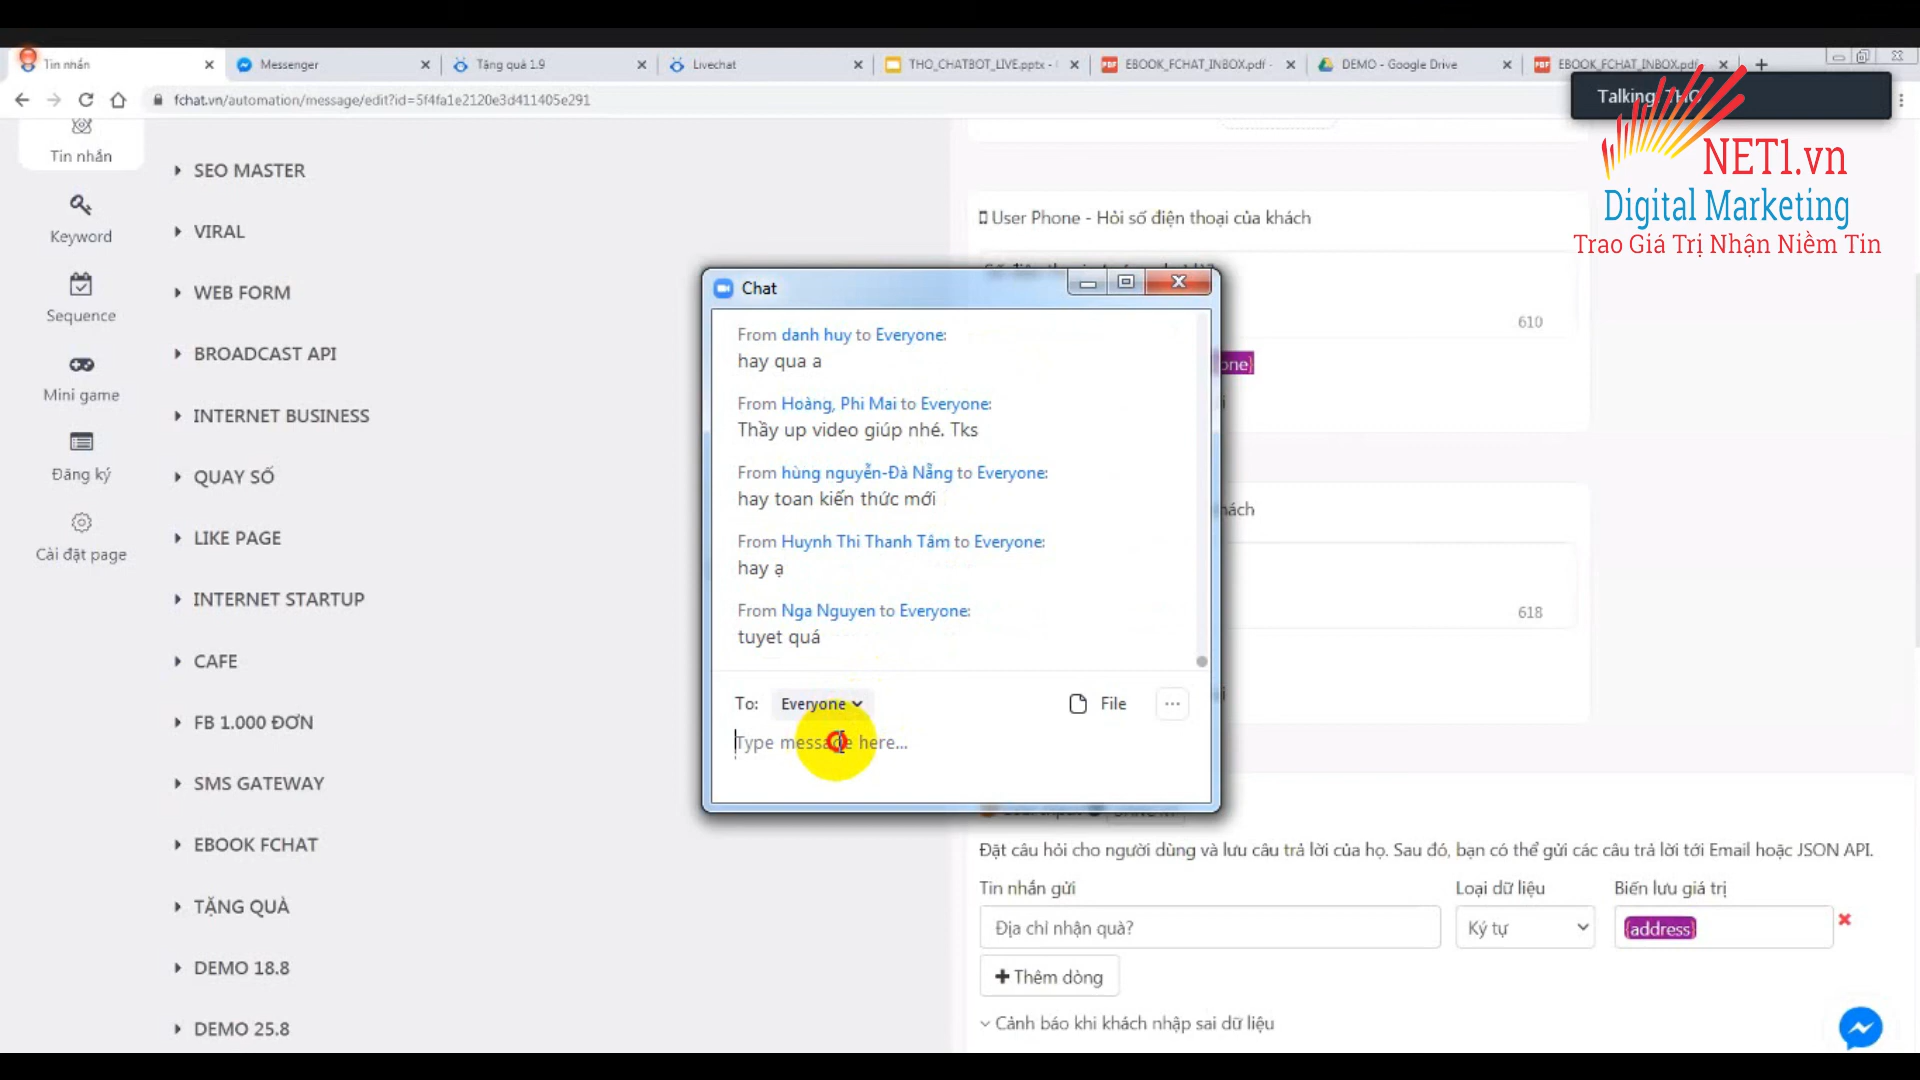 Tin nhắn
Messenger
Tặng quà 1.9
Livechat
THO_CHATBOT_LIVE.pptx -
EBOOK_FCHAT_INBOX.pdf -
DEMO - Google Drive
EBOOK_FCHAT_INBOX.pdf
fchat.vn/automation/message/edit?id=5f4fa1e2120e3d411405e291
Talking: THO
NET1.vn
Digital Marketing
Trao Giá Trị Nhận Niềm Tin
Tin nhắn
Keyword
Sequence
Mini game
Đăng ký
Cài đặt page
SEO MASTER
VIRAL
WEB FORM
BROADCAST API
INTERNET BUSINESS
QUAY SỐ
LIKE PAGE
INTERNET STARTUP
CAFE
FB 1.000 ĐƠN
SMS GATEWAY
EBOOK FCHAT
TẶNG QUÀ
DEMO 18.8
DEMO 25.8
User Phone - Hỏi số điện thoại của khách
610
one}
hách
618
Chat
From danh huy to Everyone:
hay qua a
From Hoàng, Phi Mai to Everyone:
Thầy up video giúp nhé. Tks
From hùng nguyễn-Đà Nẵng to Everyone:
hay toan kiến thức mới
From Huynh Thi Thanh Tâm to Everyone:
hay ạ
From Nga Nguyen to Everyone:
tuyet quá
To: Everyone
File
Type message here...
Đặt câu hỏi cho người dùng và lưu câu trả lời của họ. Sau đó, bạn có thể gửi các câu trả lời tới Email hoặc JSON API.
Tin nhắn gửi
Loại dữ liệu
Biến lưu giá trị
Địa chỉ nhận quà?
Ký tự
{address}
Thêm dòng
Cảnh báo khi khách nhập sai dữ liệu